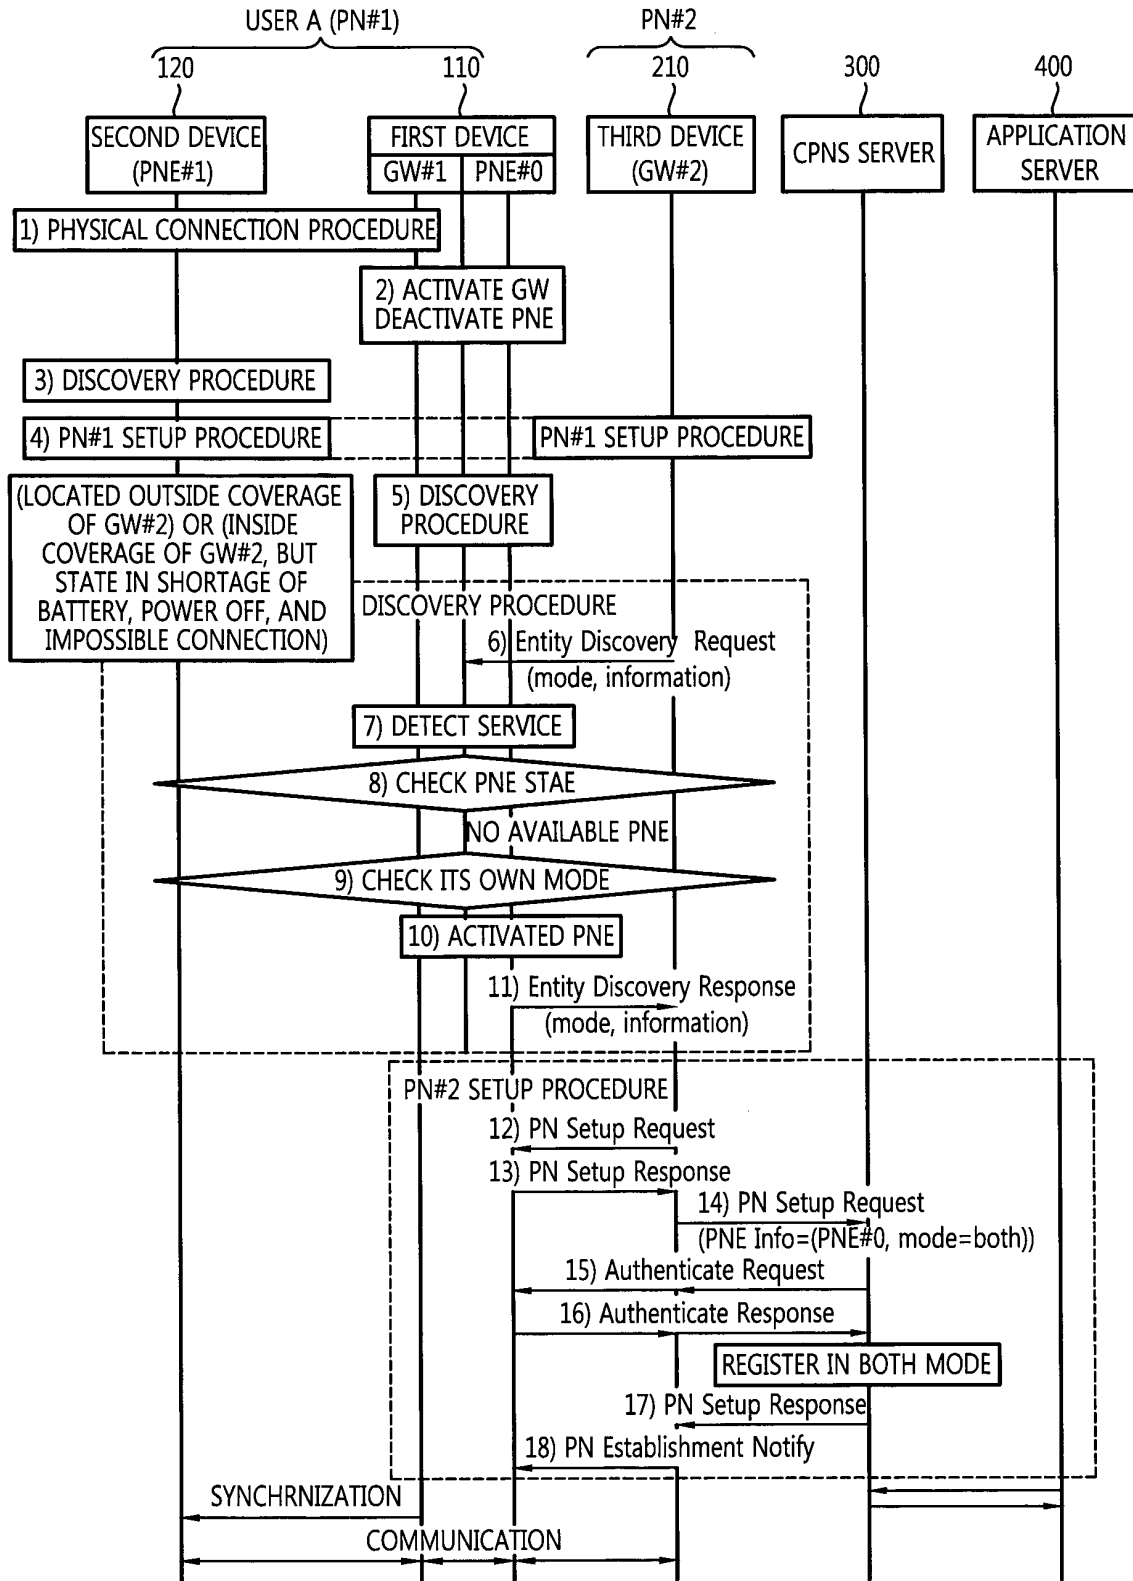 USER A (PN#1)
PN#2
120
110
210
300
400
SECOND DEVICE
(PNE#1)
FIRST DEVICE
GW#1
PNE#0
THIRD DEVICE
(GW#2)
CPNS SERVER
APPLICATION
SERVER
1) PHYSICAL CONNECTION PROCEDURE
2) ACTIVATE GW
DEACTIVATE PNE
3) DISCOVERY PROCEDURE
4) PN#1 SETUP PROCEDURE
PN#1 SETUP PROCEDURE
(LOCATED OUTSIDE COVERAGE
OF GW#2) OR (INSIDE
COVERAGE OF GW#2, BUT
STATE IN SHORTAGE OF
BATTERY, POWER OFF, AND
IMPOSSIBLE CONNECTION)
5) DISCOVERY
PROCEDURE
DISCOVERY PROCEDURE
6) Entity Discovery Request
(mode, information)
7) DETECT SERVICE
8) CHECK PNE STAE
NO AVAILABLE PNE
9) CHECK ITS OWN MODE
10) ACTIVATED PNE
11) Entity Discovery Response
(mode, information)
PN#2 SETUP PROCEDURE
12) PN Setup Request
13) PN Setup Response
14) PN Setup Request
(PNE Info=(PNE#0, mode=both))
15) Authenticate Request
16) Authenticate Response
REGISTER IN BOTH MODE
17) PN Setup Response
18) PN Establishment Notify
SYNCHRNIZATION
COMMUNICATION